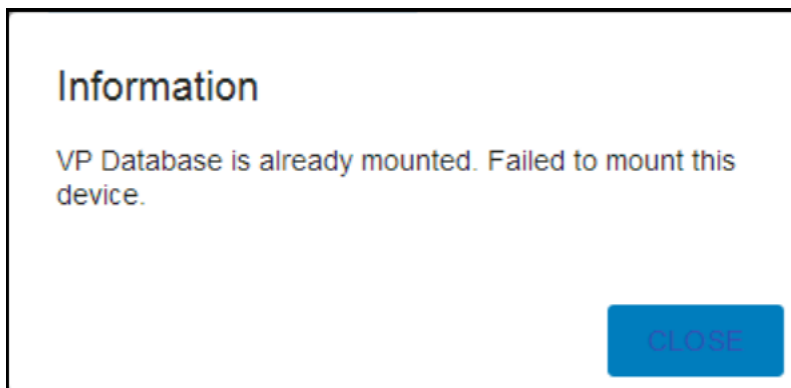 Information
VP Database is already mounted. Failed to mount this
device.
CLOSE